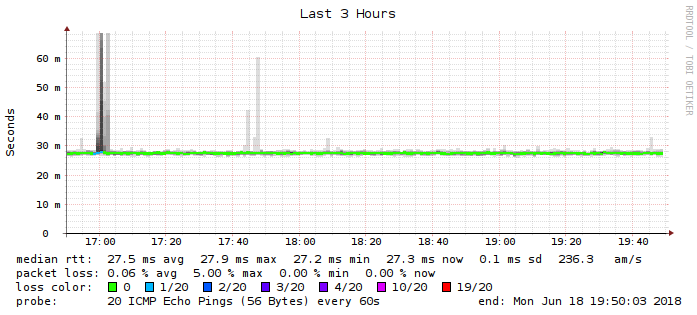 Last 3 Hours
RRDTOOL / TOBI OETIKER
Seconds
60 m
50 m
40 m
30 m
20 m
10 m
0
17:00 17:20 17:40 18:00 18:20 18:40 19:00 19:20 19:40
median rtt: 27.5 ms avg 27.9 ms max 27.2 ms min 27.3 ms now 0.1 ms sd 236.3 am/s
packet loss: 0.06 % avg 5.00 % max 0.00 % min 0.00 % now
loss color: 0 1/20 2/20 3/20 4/20 10/20 19/20
probe: 20 ICMP Echo Pings (56 Bytes) every 60s end: Mon Jun 18 19:50:03 2018